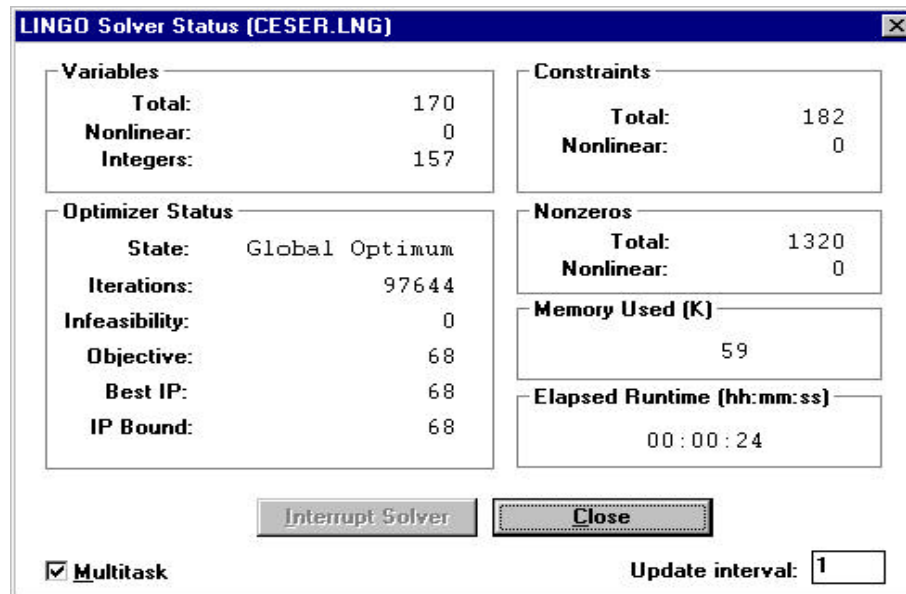 LINGO Solver Status (CESER.LNG)
Variables
Total: 170
Nonlinear: 0
Integers: 157
Constraints
Total: 182
Nonlinear: 0
Optimizer Status
State: Global Optimum
Iterations: 97644
Infeasibility: 0
Objective: 68
Best IP: 68
IP Bound: 68
Nonzeros
Total: 1320
Nonlinear: 0
Memory Used (K)
59
Elapsed Runtime (hh:mm:ss)
00:00:24
Interrupt Solver
Close
Multitask
Update interval: 1